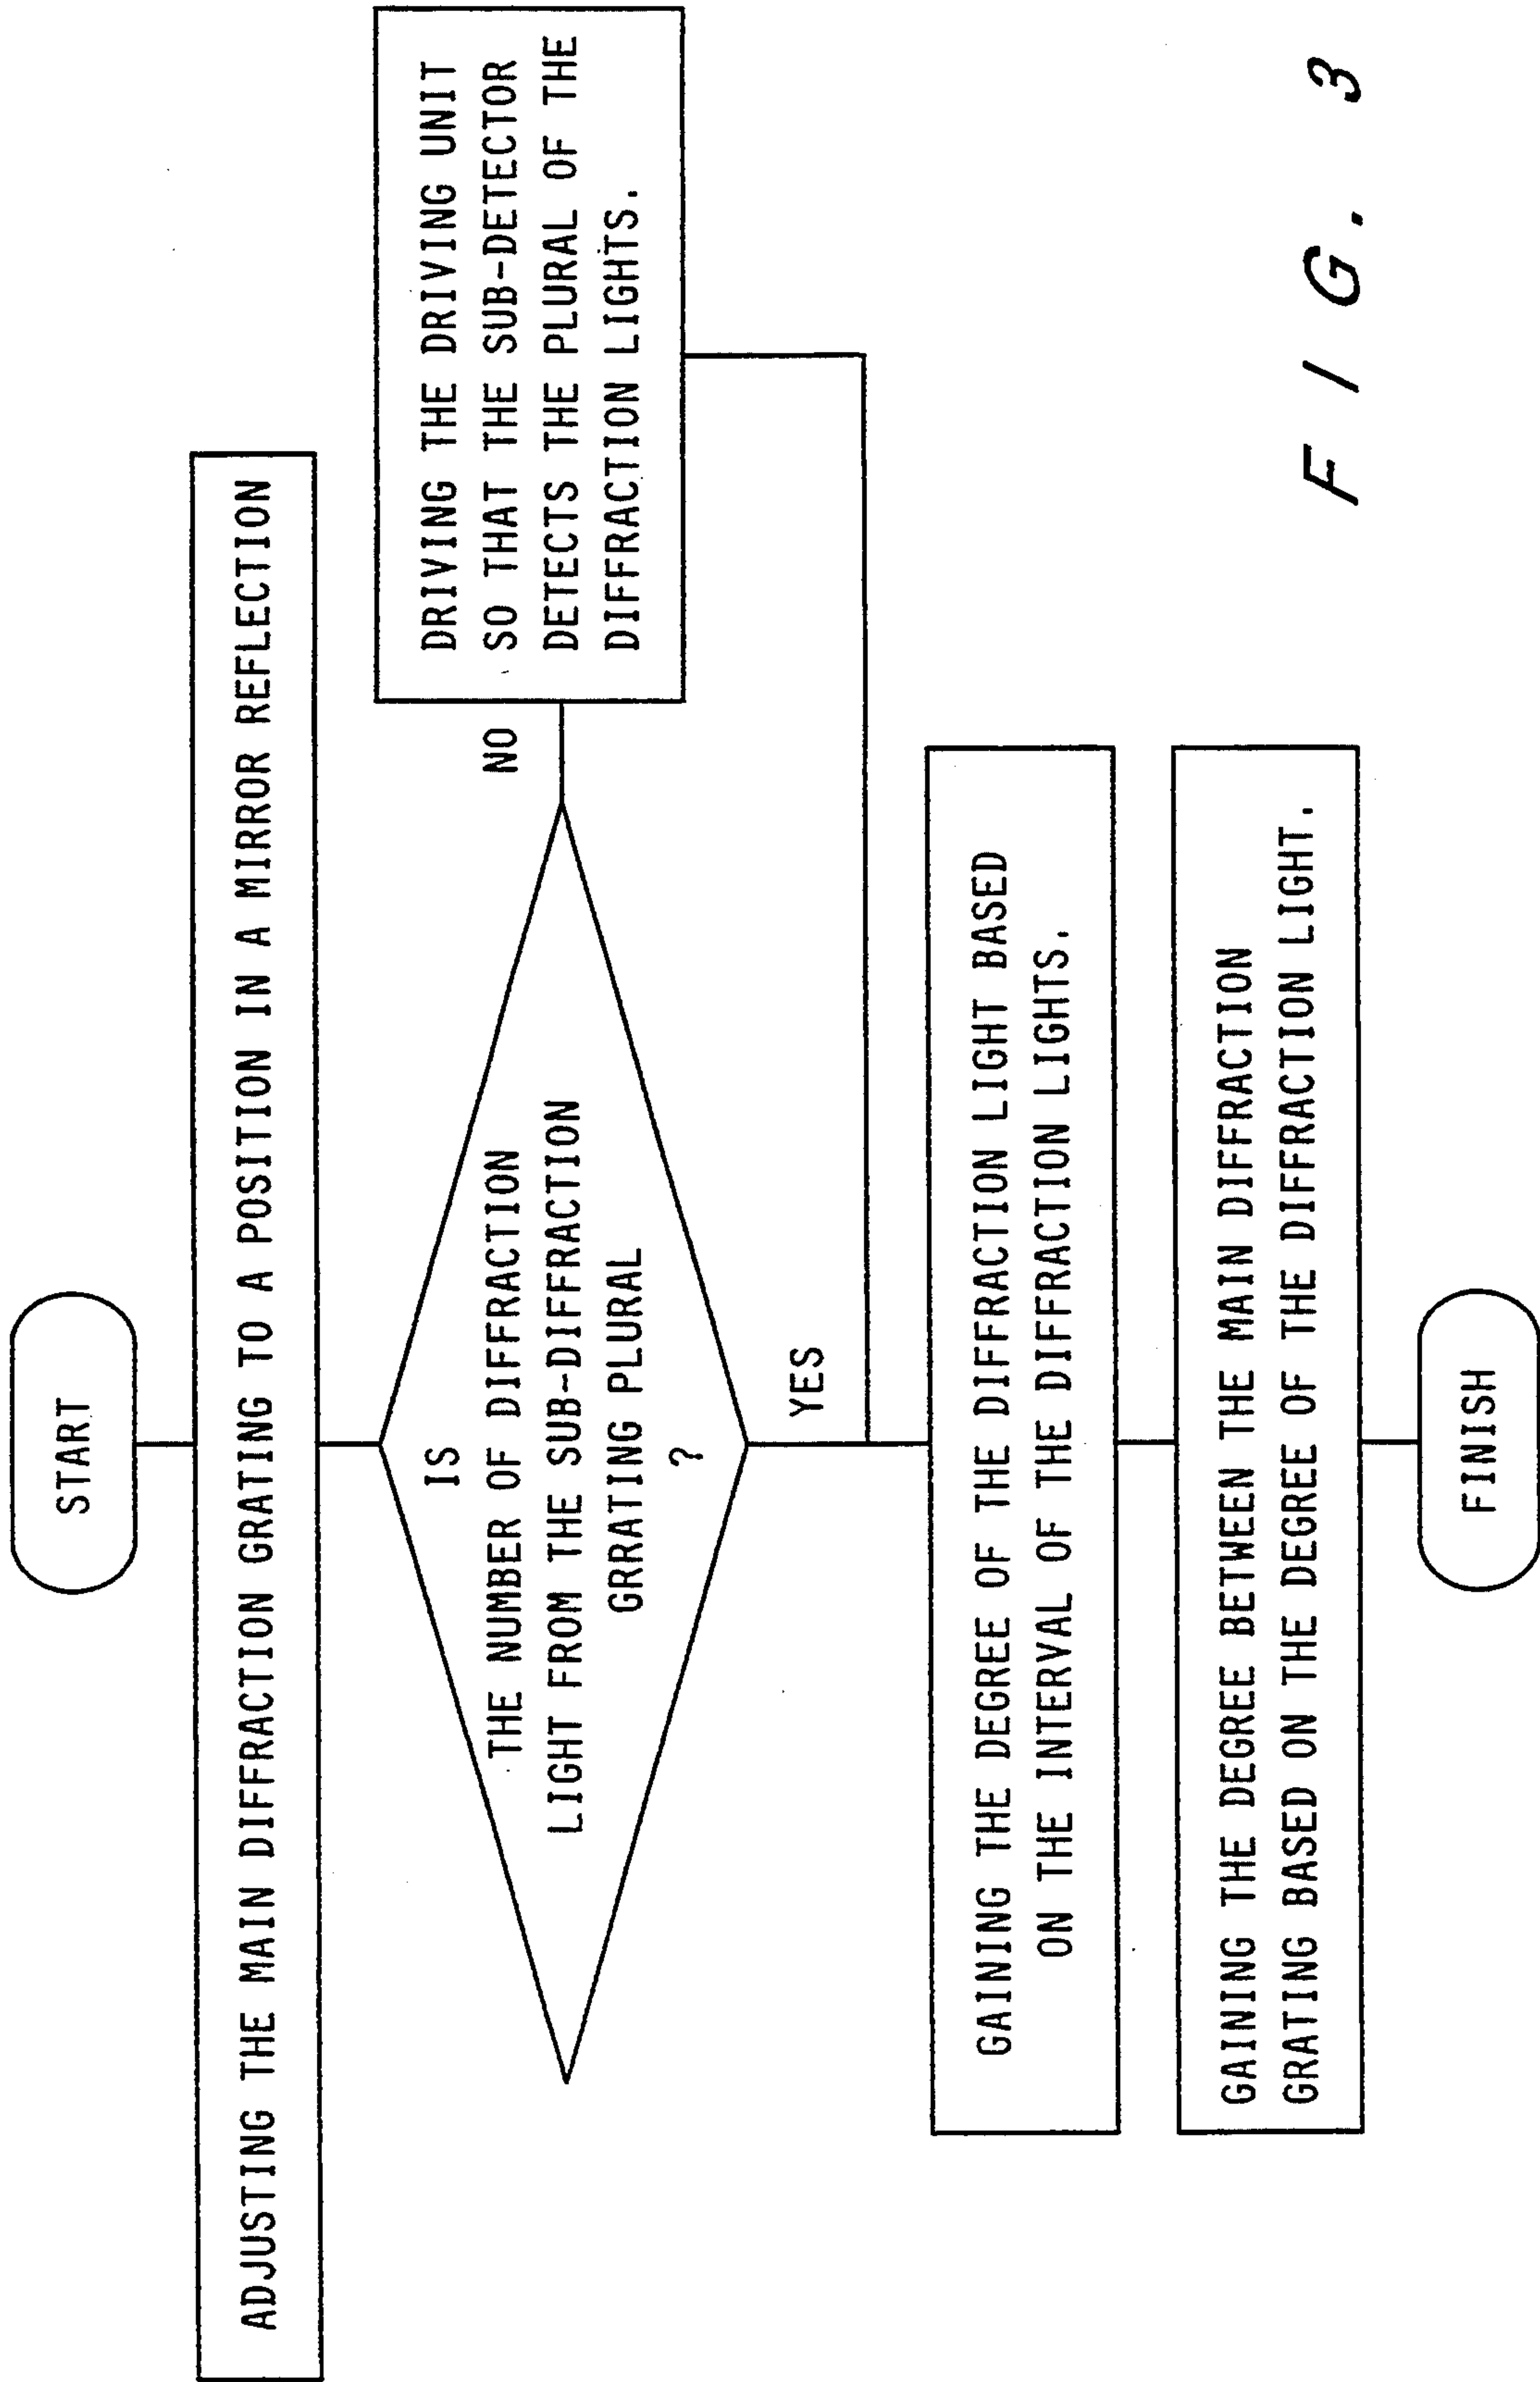 START
ADJUSTING THE MAIN DIFFRACTION GRATING TO A POSITION IN A MIRROR REFLECTION
IS
THE NUMBER OF DIFFRACTION
LIGHT FROM THE SUB-DIFFRACTION
GRRATING PLURAL
?
NO
DRIVING THE DRIVING UNIT
SO THAT THE SUB-DETECTOR
DETECTS THE PLURAL OF THE
DIFFRACTION LIGHTS.
YES
GAINING THE DEGREE OF THE DIFFRACTION LIGHT BASED
ON THE INTERVAL OF THE DIFFRACTION LIGHTS.
GAINING THE DEGREE BETWEEN THE MAIN DIFFRACTION
GRATING BASED ON THE DEGREE OF THE DIFFRACTION LIGHT.
FINISH
FIG. 3